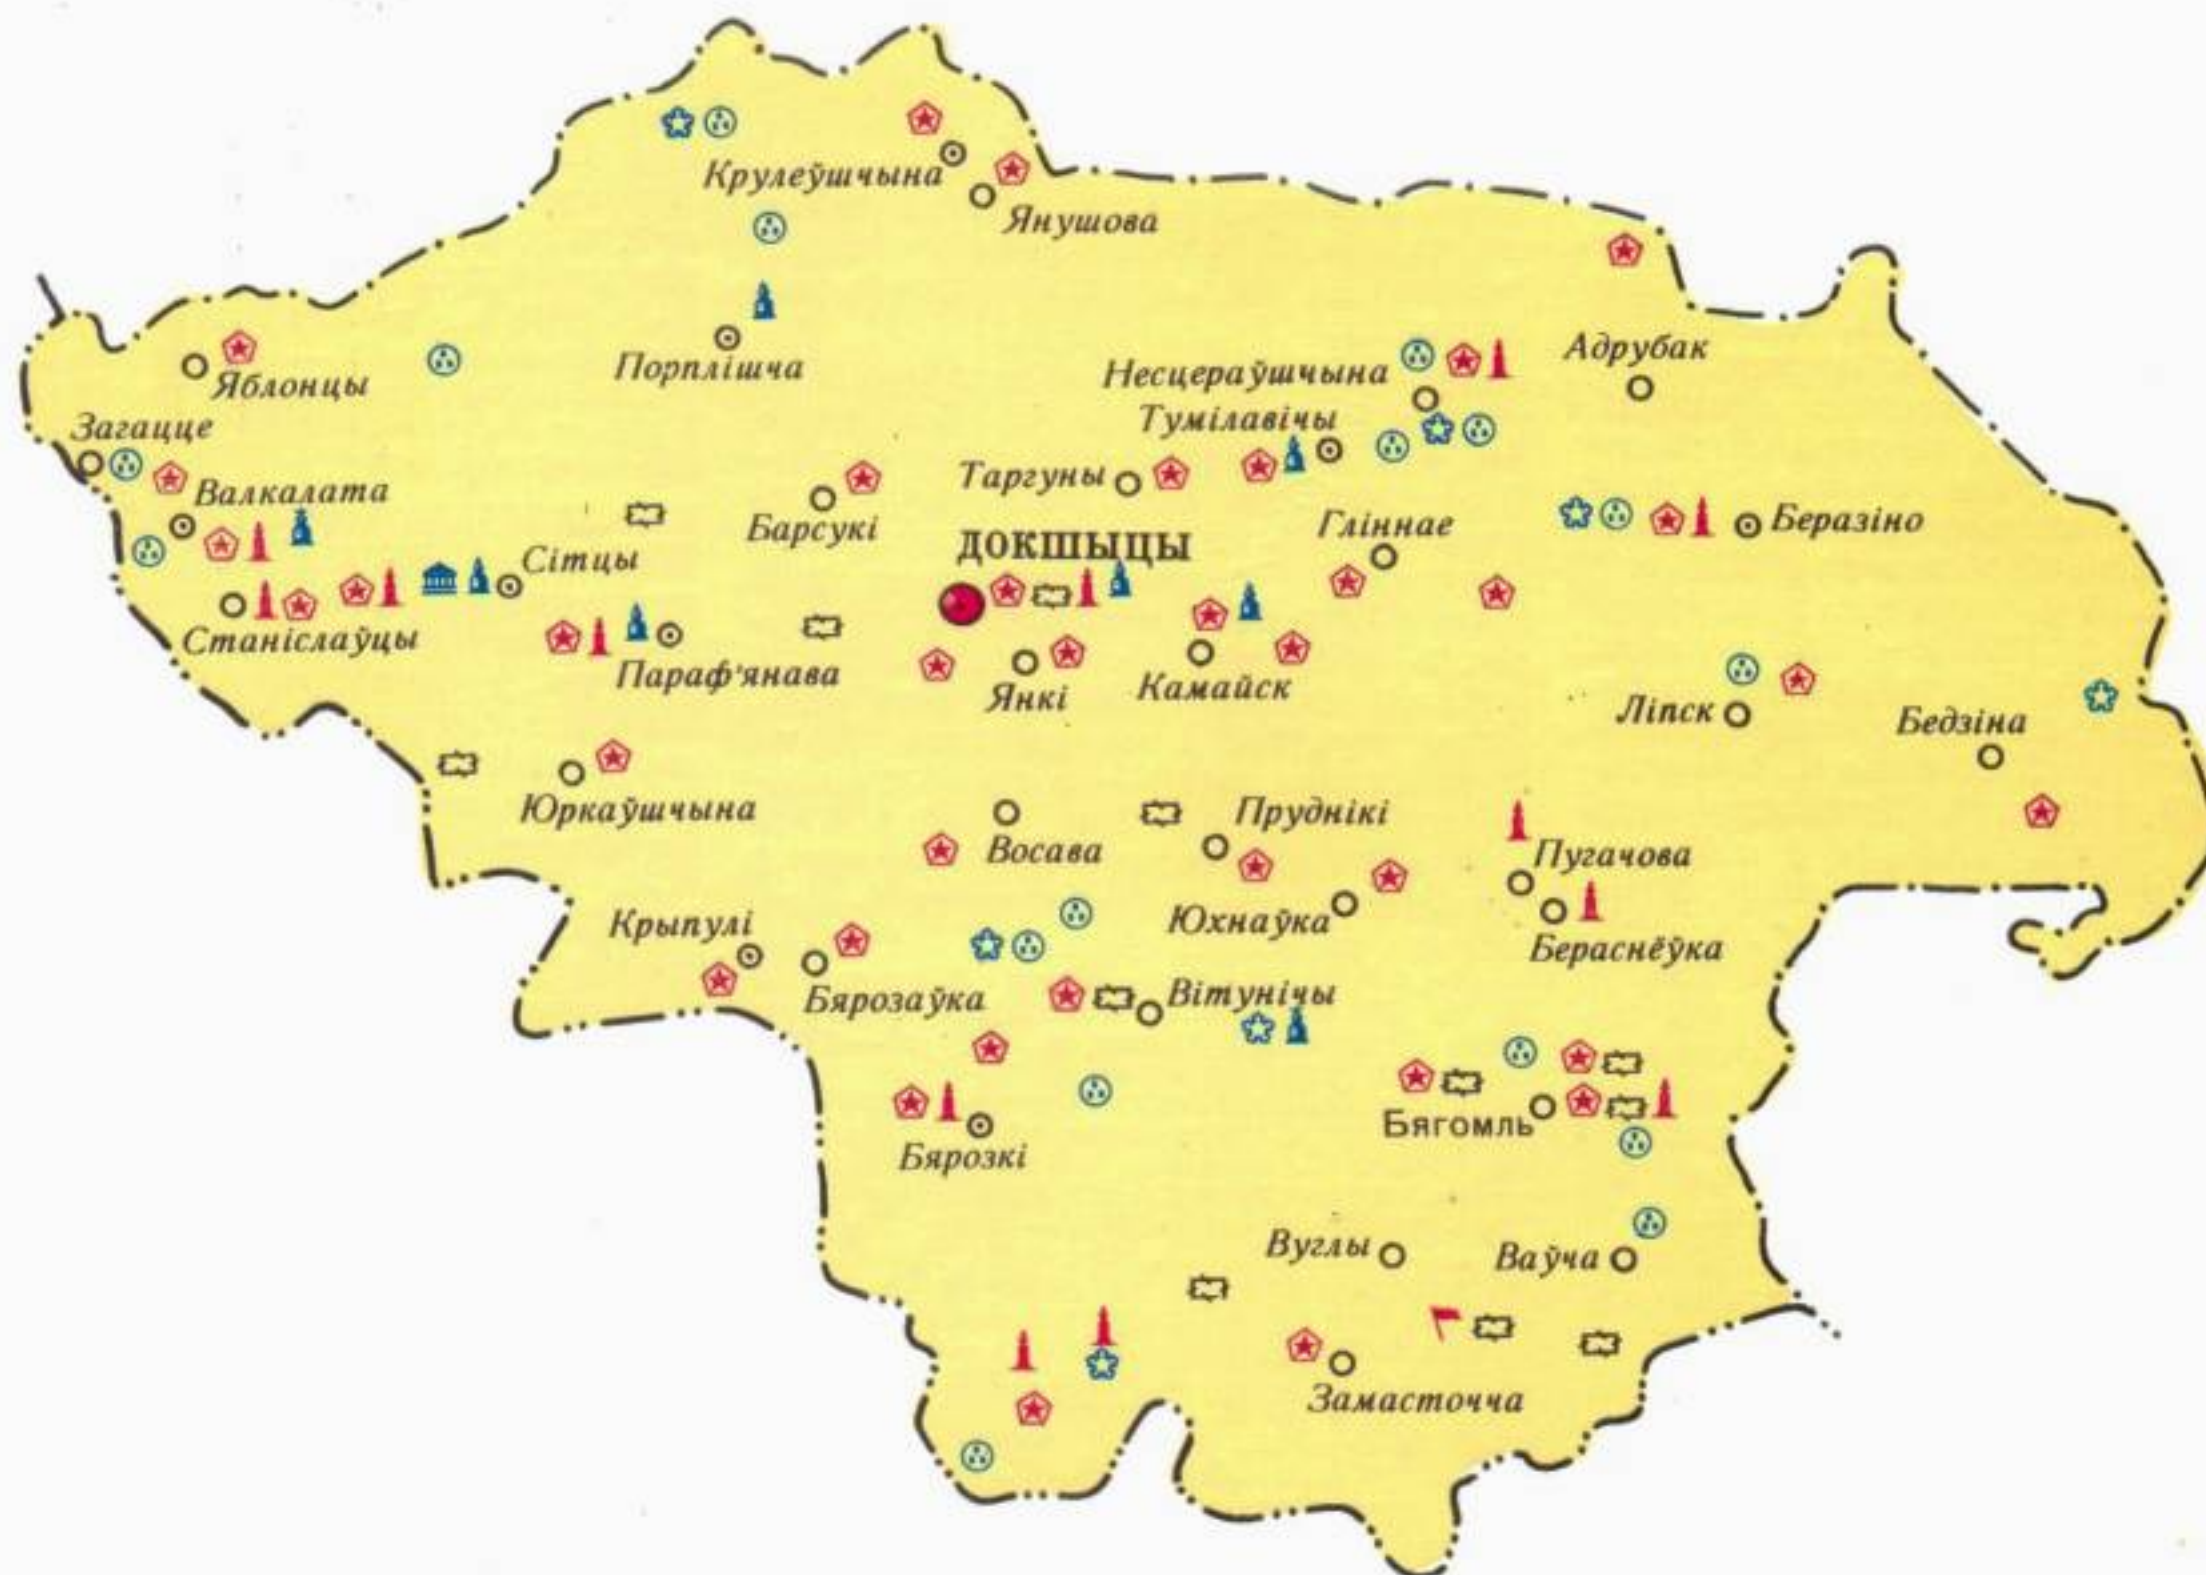 Крулеўшчына
Янушова
Порплішча
Яблонцы
Несцераўшчына
Адрубак
Загацце
Тумілавічы
Валкалата
Таргуны
Барсукі
ДОКШЫЦЫ
Гліннае
Беразіно
Сітцы
Станіслаўцы
Параф'янава
Янкі
Камайск
Ліпск
Бедзіна
Юркаўшчына
Восава
Пруднікі
Пугачова
Крыпулі
Юхнаўка
Бераснёўка
Бярозаўка
Вітунічы
Бягомль
Бярозкі
Вуглы
Ваўча
Замасточча